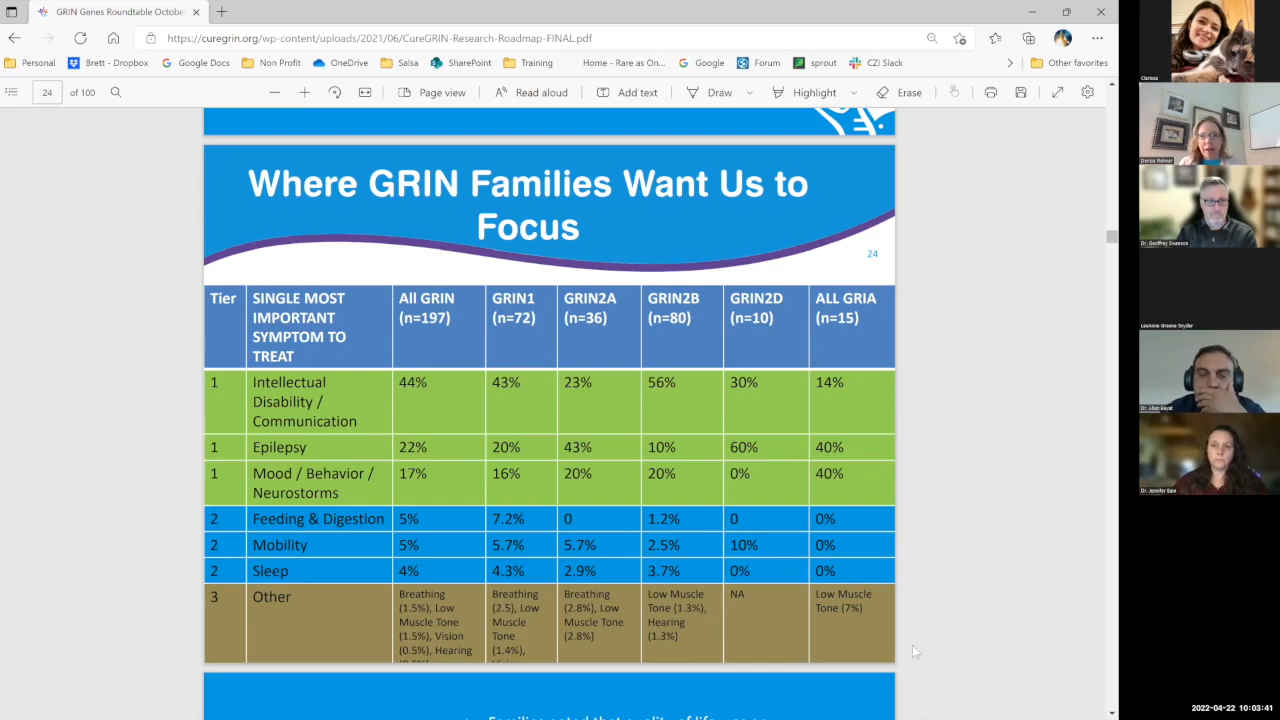 GRIN Genes Roundtable October
https://curegrin.org/wp-content/uploads/2021/06/CureGRIN-Research-Roadmap-FINAL.pdf
Personal Brett - Dropbox Google Docs Non Profit OneDrive Salsa SharePoint Training Home - Rare as On... Google Forum sprout CZI Slack Other favorites
24 of 100 Page view Read aloud Add text Draw Highlight Erase
Where GRIN Families Want Us to
Focus
24
Tier SINGLE MOST IMPORTANT SYMPTOM TO TREAT All GRIN (n=197) GRIN1 (n=72) GRIN2A (n=36) GRIN2B (n=80) GRIN2D (n=10) ALL GRIA (n=15)
1 Intellectual Disability / Communication 44% 43% 23% 56% 30% 14%
1 Epilepsy 22% 20% 43% 10% 60% 40%
1 Mood / Behavior / Neurostorms 17% 16% 20% 20% 0% 40%
2 Feeding & Digestion 5% 7.2% 0 1.2% 0 0%
2 Mobility 5% 5.7% 5.7% 2.5% 10% 0%
2 Sleep 4% 4.3% 2.9% 3.7% 0% 0%
3 Other Breathing (1.5%), Low Muscle Tone (1.5%), Vision (0.5%), Hearing Breathing (2.5), Low Muscle Tone (1.4%), Breathing (2.8%), Low Muscle Tone (2.8%) Low Muscle Tone (1.3%), Hearing (1.3%) NA Low Muscle Tone (7%)
Clarissa
Denise Rehner
Dr. Geoffrey Swanson
LeeAnne Greene Snyder
Dr. Allan Bayat
Dr. Jennifer Bain
2022-04-22 10:03:41